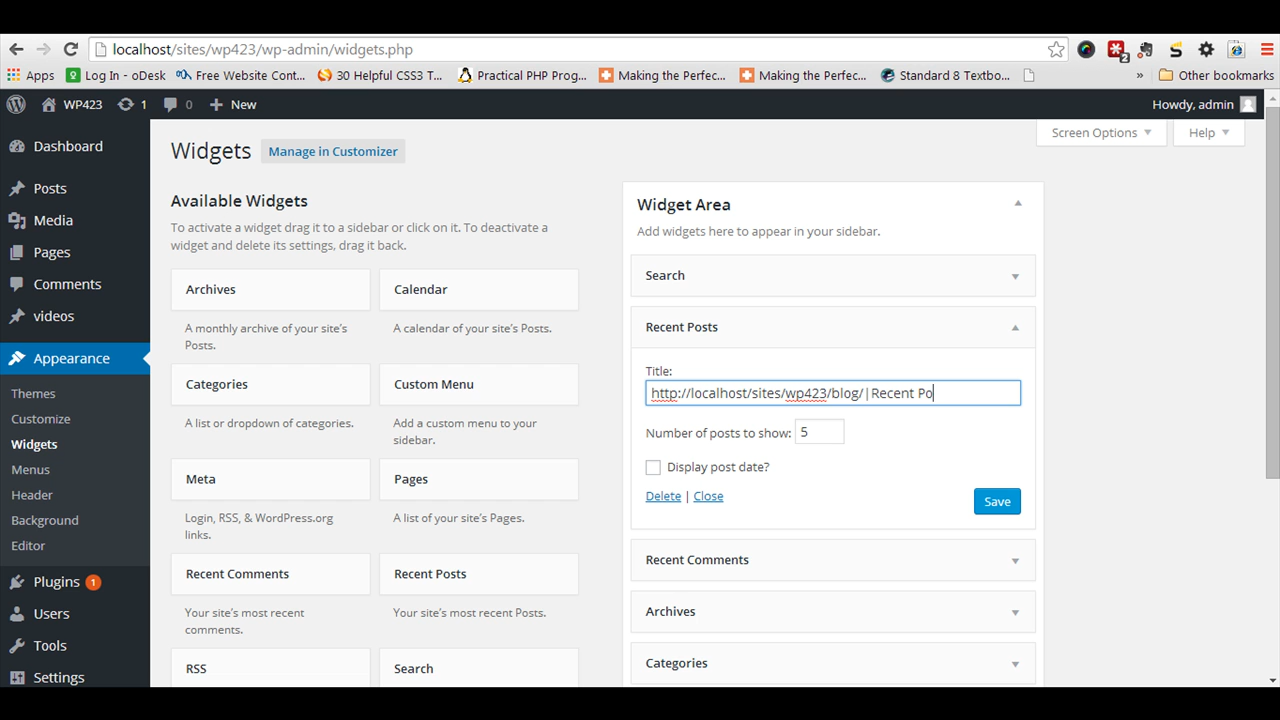 localhost/sites/wp423/wp-admin/widgets.php
Apps Log In - oDesk Free Website Cont... 30 Helpful CSS3 T... Practical PHP Prog... Making the Perfec... Making the Perfec... Standard 8 Textbo... » Other bookmarks
2
WP423 1 0 New Howdy, admin
Screen Options Help
Dashboard
Posts
Media
Pages
Comments
videos
Appearance
Themes
Customize
Widgets
Menus
Header
Background
Editor
Plugins 1
Users
Tools
Settings
Widgets Manage in Customizer
Available Widgets
To activate a widget drag it to a sidebar or click on it. To deactivate a
widget and delete its settings, drag it back.
Archives Calendar
A monthly archive of your site's
Posts.
A calendar of your site's Posts.
Categories Custom Menu
A list or dropdown of categories.
Add a custom menu to your
sidebar.
Meta Pages
Login, RSS, & WordPress.org
links.
A list of your site's Pages.
Recent Comments Recent Posts
Your site's most recent
comments.
Your site's most recent Posts.
RSS Search
Widget Area
Add widgets here to appear in your sidebar.
Search
Recent Posts
Title:
http://localhost/sites/wp423/blog/|Recent Po
Number of posts to show: 5
Display post date?
Delete | Close Save
Recent Comments
Archives
Categories